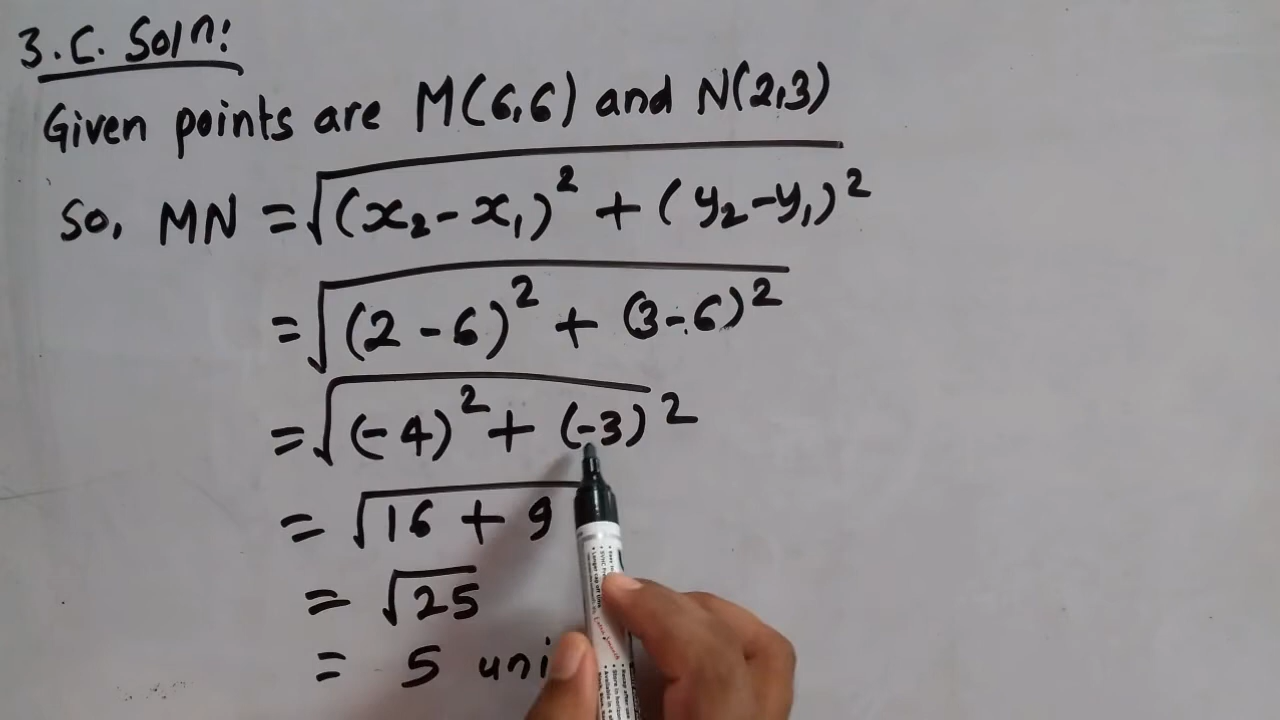 3.C. Soln:
Given points are M(6,6) and N(2,3)
So, MN = √(x₂-x₁)² + (y₂-y₁)²
= √(2-6)² + (3-6)²
= √(-4)² + (-3)²
= √16 + 9
= √25
= 5